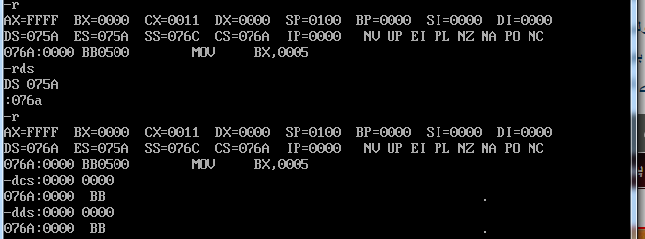 -r
AX=FFFF  BX=0000  CX=0011  DX=0000  SP=0100  BP=0000  SI=0000  DI=0000
DS=075A  ES=075A  SS=076C  CS=076A  IP=0000   NV UP EI PL NZ NA PO NC
076A:0000 BB0500        MOV     BX,0005
-rds
DS 075A
:076a
-r
AX=FFFF  BX=0000  CX=0011  DX=0000  SP=0100  BP=0000  SI=0000  DI=0000
DS=076A  ES=075A  SS=076C  CS=076A  IP=0000   NV UP EI PL NZ NA PO NC
076A:0000 BB0500        MOV     BX,0005
-dcs:0000 0000
076A:0000  BB                                                .
-dds:0000 0000
076A:0000  BB                                                .